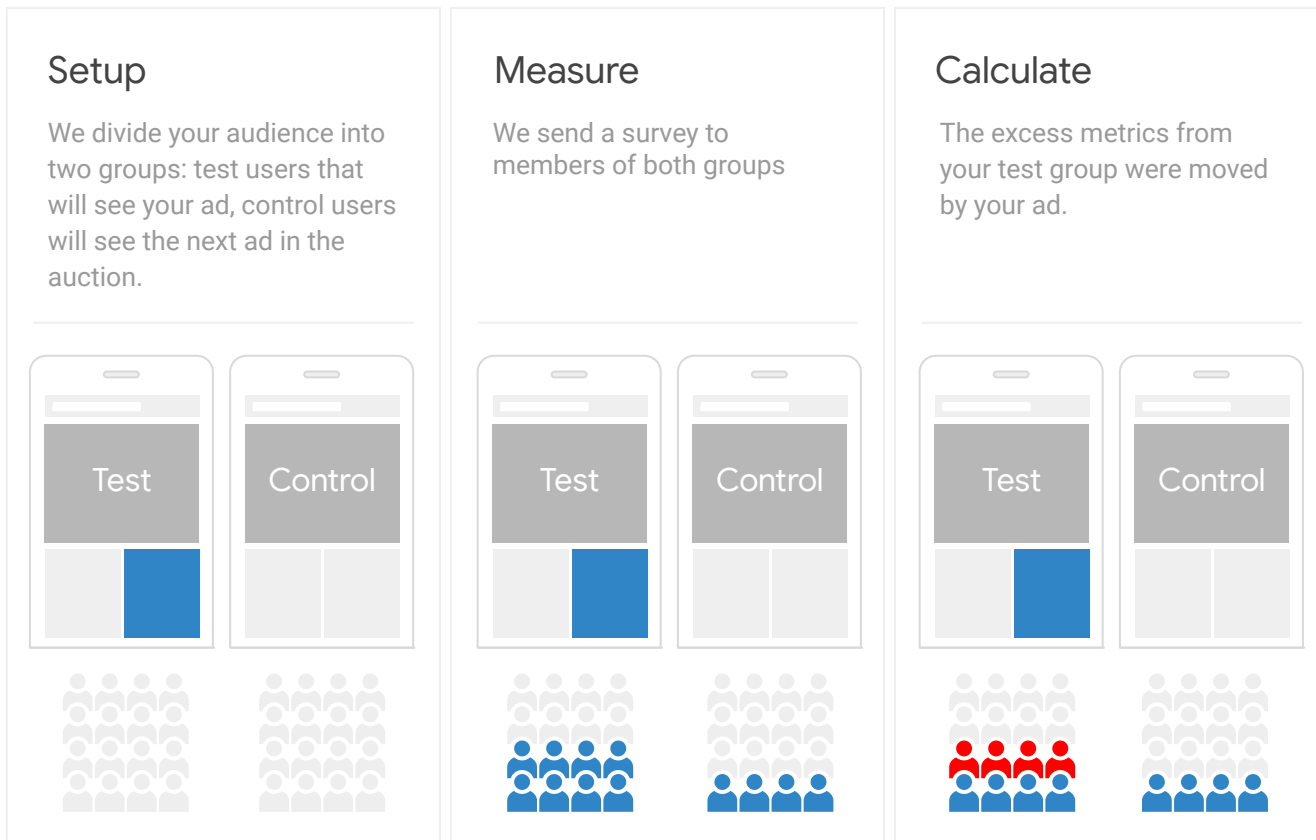 Setup
We divide your audience into
two groups: test users that
will see your ad, control users
will see the next ad in the
auction.
Test
Control
Measure
We send a survey to
members of both groups
Test
Control
Calculate
The excess metrics from
your test group were moved
by your ad.
Test
Control